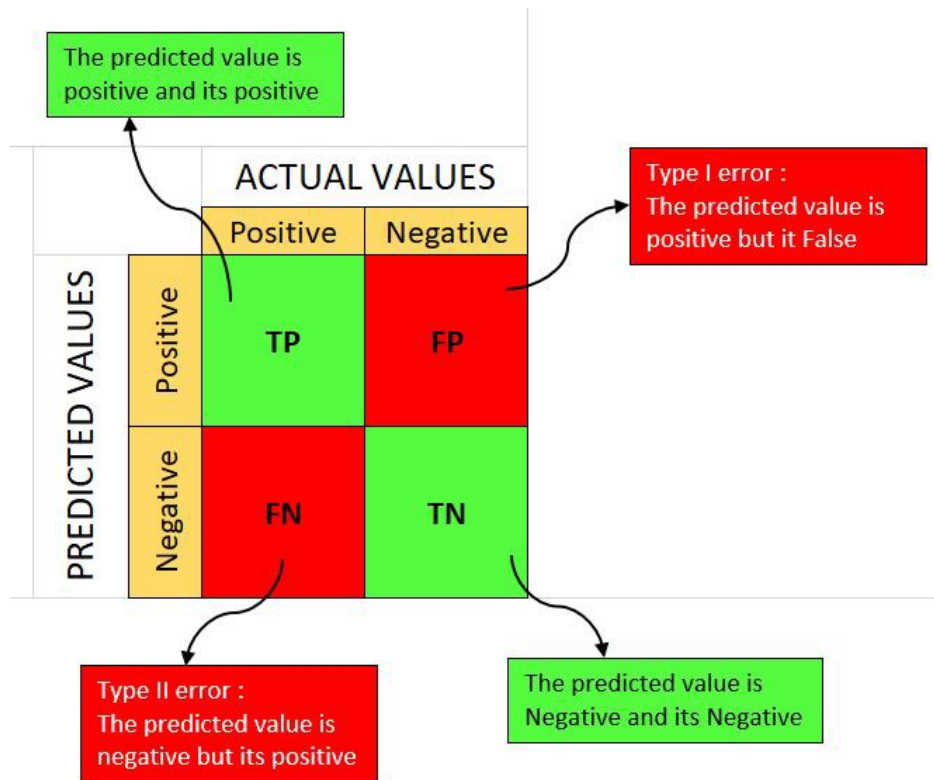 The predicted value is
positive and its positive
ACTUAL VALUES
Type I error :
The predicted value is
positive but it False
Positive
Negative
PREDICTED VALUES
Positive
TP
FP
Negative
FN
TN
Type II error :
The predicted value is
negative but its positive
The predicted value is
Negative and its Negative